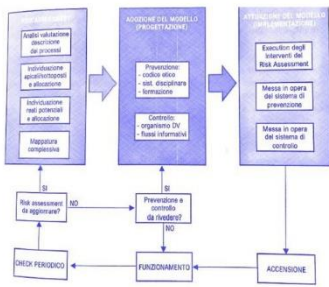 ADOZIONE DEL MODELLO
(PROGETTAZIONE)
ATTUAZIONE DEL MODELLO
(IMPLEMENTAZIONE)
Analisi valutazione
descrizione
dei processi
Individuazione
apicali/sottoposti
e allocazione
Individuazione
reati potenziali
e allocazione
Mappatura
complessiva
Prevenzione:
- codice etico
- sist. disciplinare
- formazione
Controllo:
- organismo DV
- flussi informativi
Execution degli
Interventi del
Risk Assessment
Messa in opera
del sistema di
prevenzione
Messa in opera
del sistema di
controllo
SI
SI
Risk assessment
da aggiornare?
NO
Prevenzione e
controllo
da rivedere?
NO
CHECK PERIODICO
FUNZIONAMENTO
ACCENSIONE